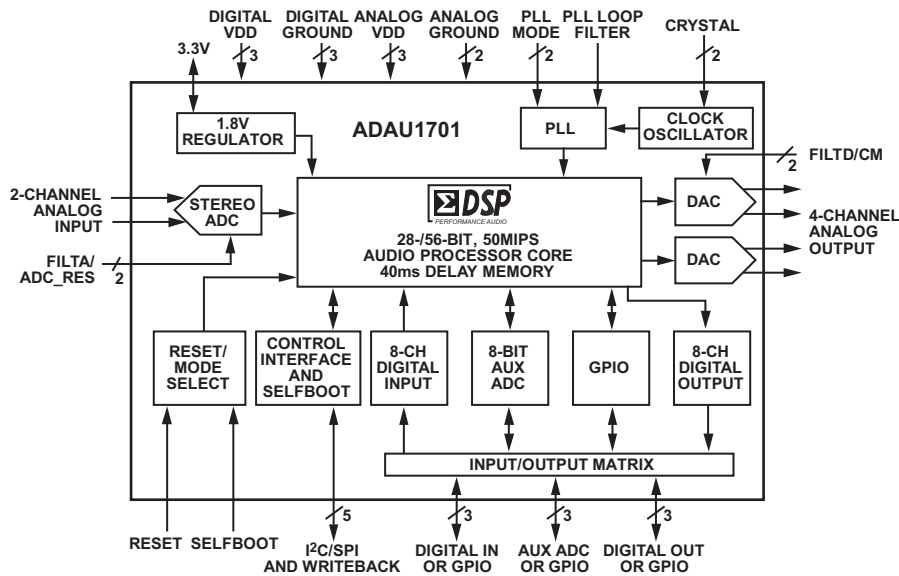 DIGITAL
VDD
DIGITAL
GROUND
ANALOG
VDD
ANALOG
GROUND
PLL
MODE
PLL LOOP
FILTER
CRYSTAL
3.3V
3
3
3
2
2
2
1.8V
REGULATOR
ADAU1701
PLL
CLOCK
OSCILLATOR
FILTD/CM
2
2-CHANNEL
ANALOG
INPUT
STEREO
ADC
FILTA/
ADC_RES
2
ΣDSP
PERFORMANCE AUDIO
28-/56-BIT, 50MIPS
AUDIO PROCESSOR CORE
40ms DELAY MEMORY
DAC
DAC
4-CHANNEL
ANALOG
OUTPUT
RESET/
MODE
SELECT
CONTROL
INTERFACE
AND
SELFBOOT
8-CH
DIGITAL
INPUT
8-BIT
AUX
ADC
GPIO
8-CH
DIGITAL
OUTPUT
INPUT/OUTPUT MATRIX
5
3
3
3
RESET
SELFBOOT
I²C/SPI
AND WRITEBACK
DIGITAL IN
OR GPIO
AUX ADC
OR GPIO
DIGITAL OUT
OR GPIO